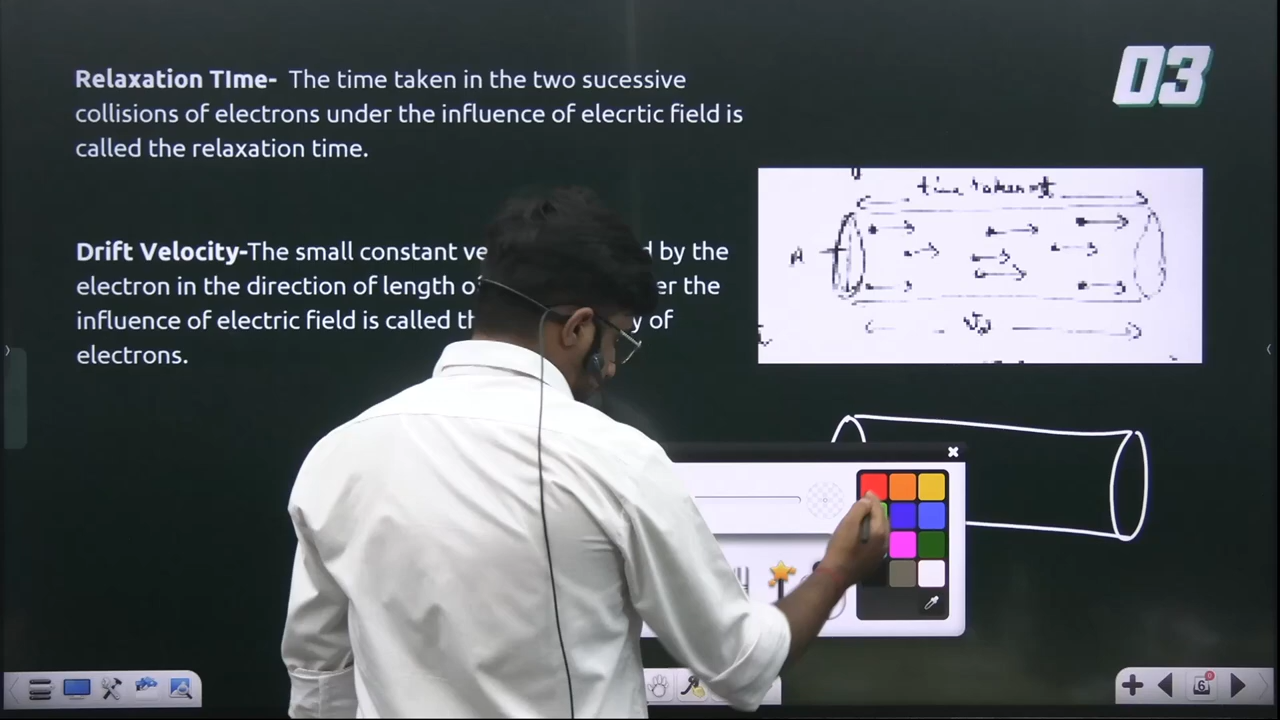 Relaxation TIme- The time taken in the two sucessive
collisions of electrons under the influence of elecrtic field is
called the relaxation time.
Drift Velocity-The small constant ve by the
electron in the direction of length the
influence of electric field is called of
electrons.
03
time taken
A
6